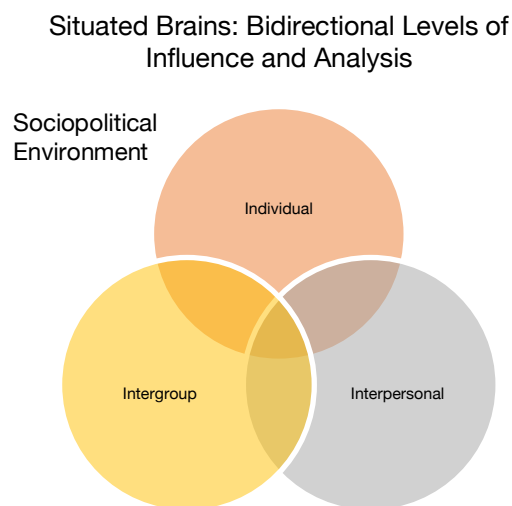 Situated Brains: Bidirectional Levels of
Influence and Analysis
Sociopolitical
Environment
Individual
Intergroup
Interpersonal